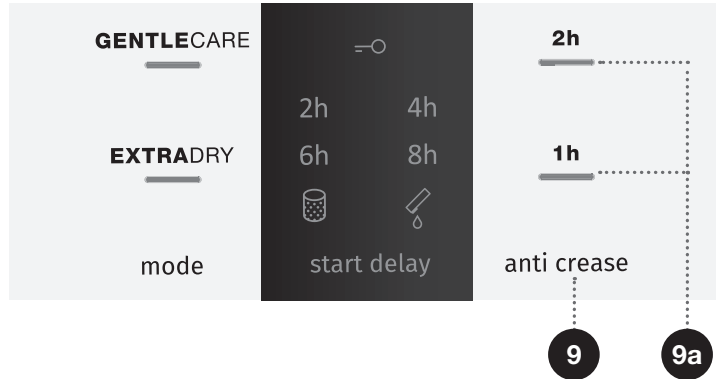 GENTLECARE
2h
2h 4h
EXTRADRY
6h 8h
1h
mode
start delay
anti crease
9
9a